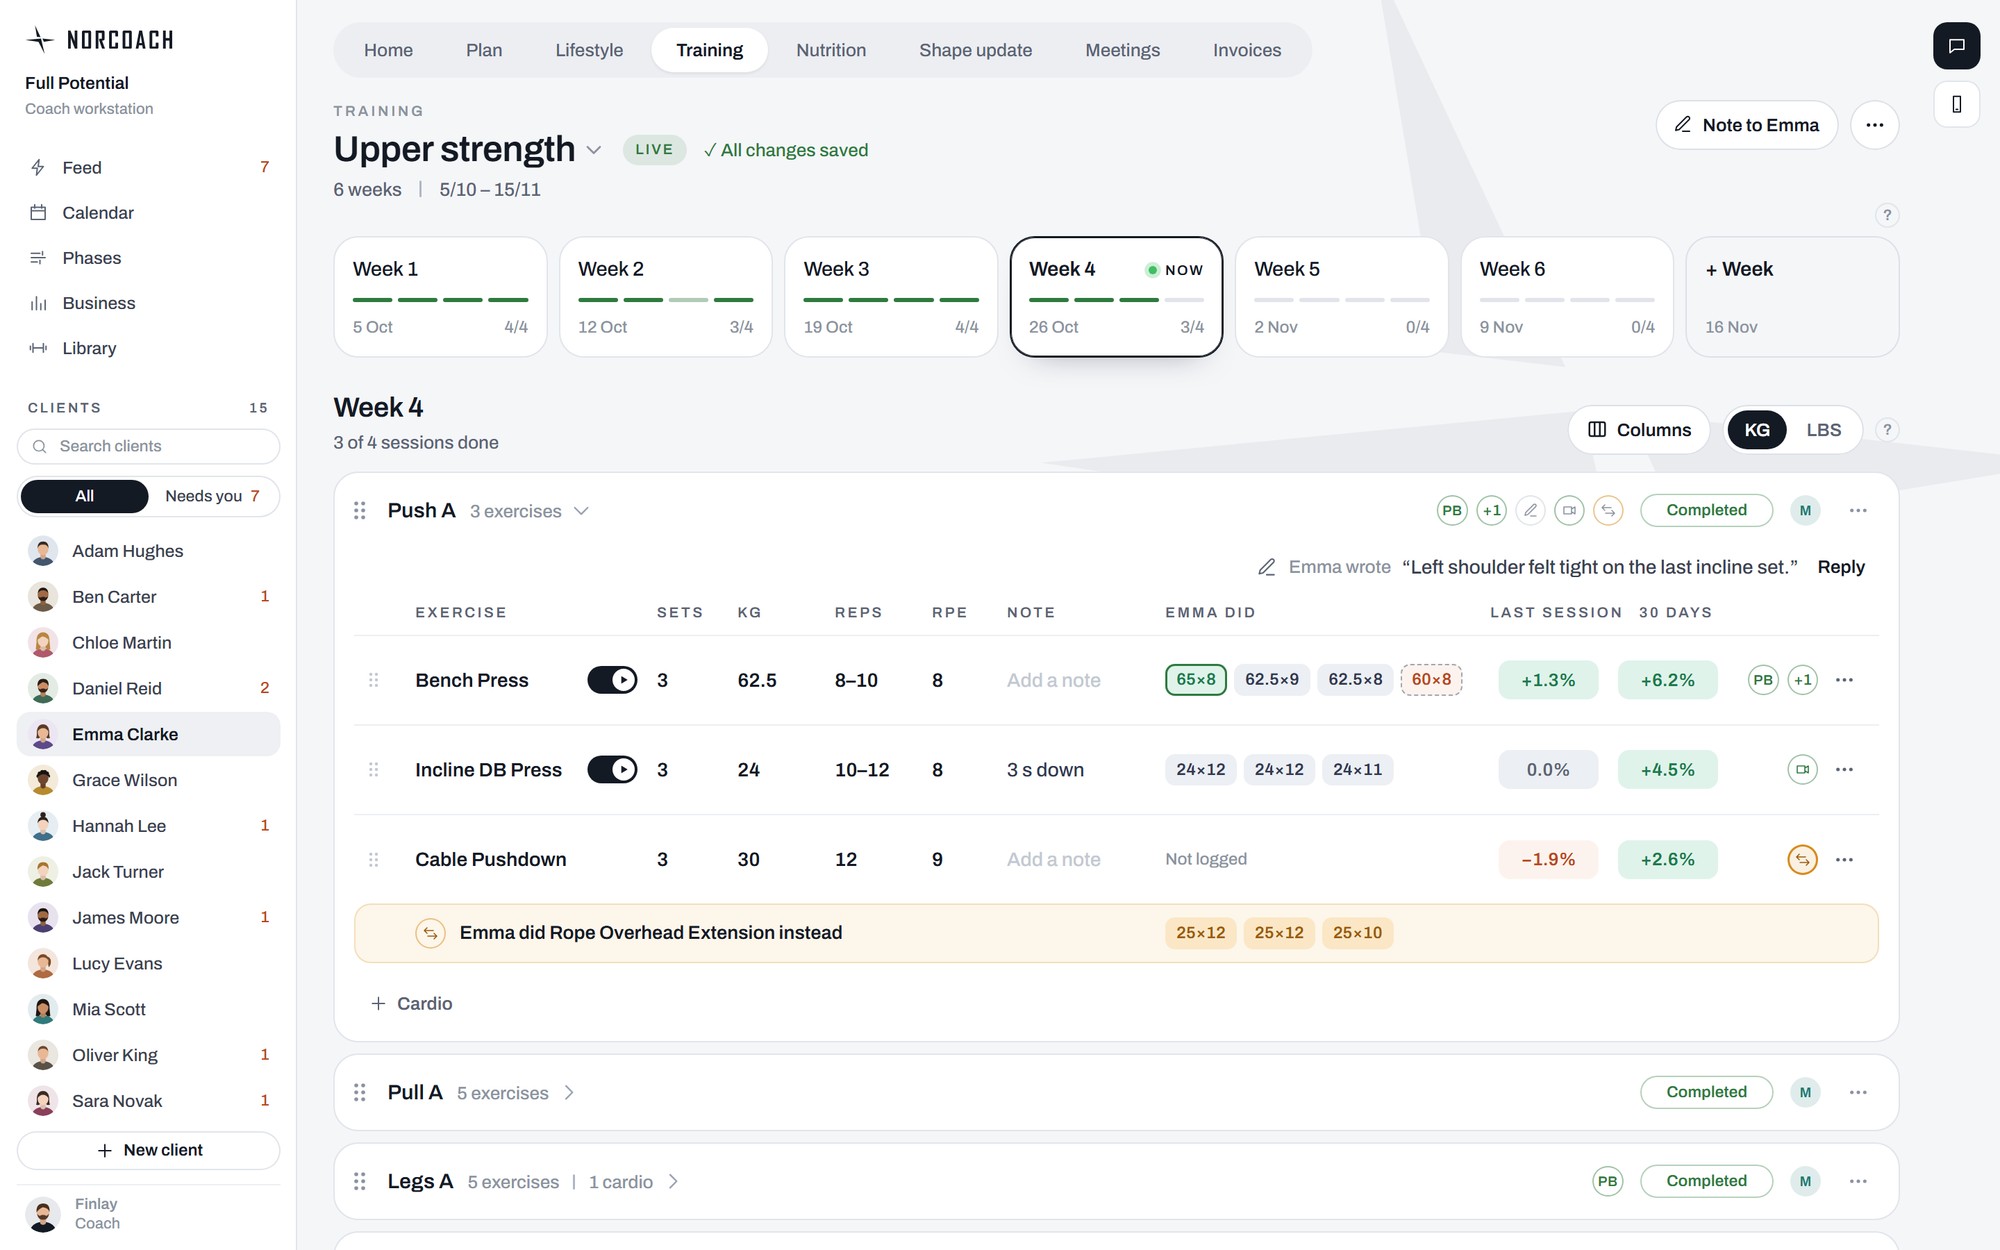 NORCOACH
Full Potential
Coach workstation
Feed 7
Calendar
Phases
Business
Library
CLIENTS 15
Search clients
All Needs you 7
Adam Hughes
Ben Carter 1
Chloe Martin
Daniel Reid 2
Emma Clarke
Grace Wilson
Hannah Lee 1
Jack Turner
James Moore 1
Lucy Evans
Mia Scott
Oliver King 1
Sara Novak 1
+ New client
Finlay
Coach
Home Plan Lifestyle Training Nutrition Shape update Meetings Invoices
TRAINING
Upper strength LIVE ✓ All changes saved
6 weeks | 5/10 – 15/11
Note to Emma ...
?
Week 1
5 Oct 4/4
Week 2
12 Oct 3/4
Week 3
19 Oct 4/4
Week 4 NOW
26 Oct 3/4
Week 5
2 Nov 0/4
Week 6
9 Nov 0/4
+ Week
16 Nov
Week 4
3 of 4 sessions done
Columns KG LBS ?
Push A 3 exercises PB +1 Completed M ...
Emma wrote “Left shoulder felt tight on the last incline set.” Reply
EXERCISE SETS KG REPS RPE NOTE EMMA DID LAST SESSION 30 DAYS
Bench Press 3 62.5 8–10 8 Add a note 65×8 62.5×9 62.5×8 60×8 +1.3% +6.2% PB +1 ...
Incline DB Press 3 24 10–12 8 3 s down 24×12 24×12 24×11 0.0% +4.5% ...
Cable Pushdown 3 30 12 9 Add a note Not logged −1.9% +2.6% ...
Emma did Rope Overhead Extension instead 25×12 25×12 25×10
+ Cardio
Pull A 5 exercises Completed M ...
Legs A 5 exercises | 1 cardio PB Completed M ...